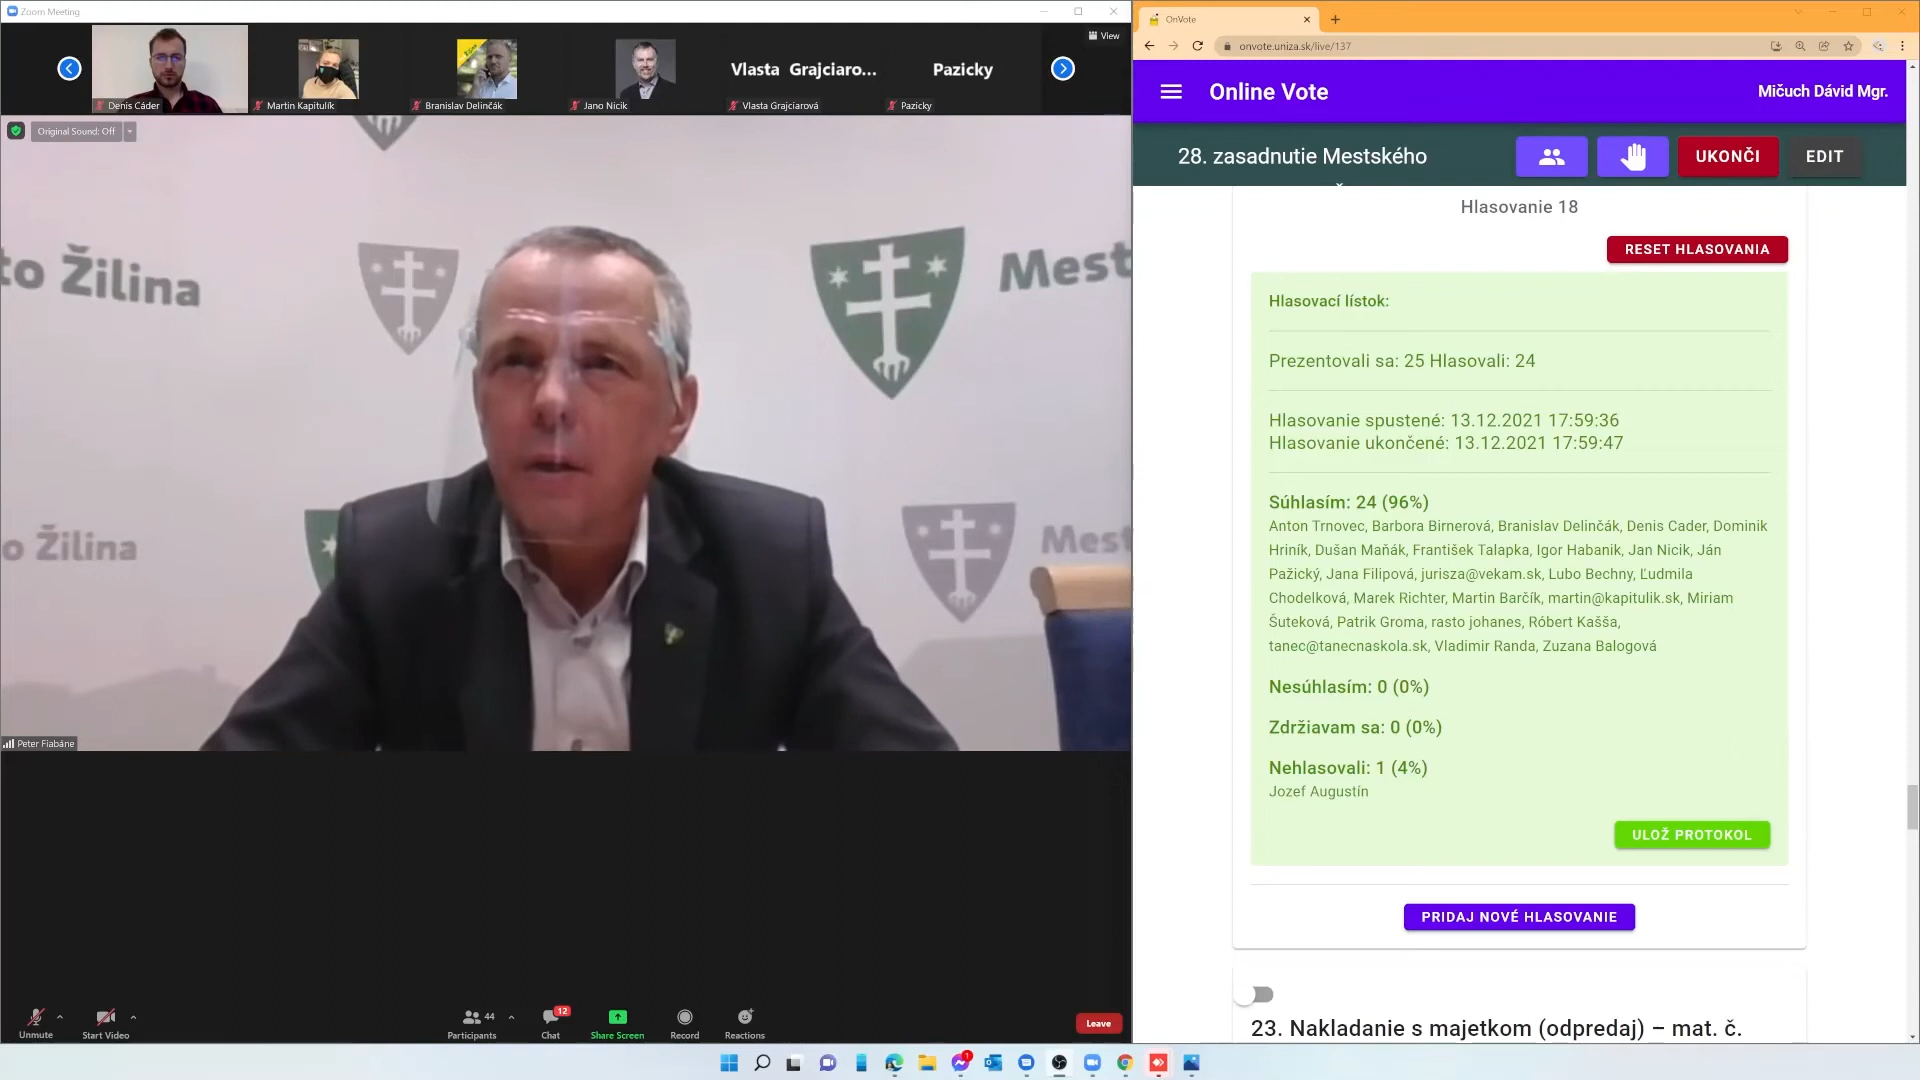 Zoom Meeting
View
Vlasta Grajciaro...
Pazicky
Denis Cáder
Martin Kapitulík
Branislav Delinčák
Jano Nicik
Vlasta Grajciarová
Pazicky
Original Sound: Off
to Žilina
Mest
o Žilina
Mest
Peter Fiabáne
Unmute
Start Video
Participants
44
Chat
12
Share Screen
Record
Reactions
Leave
OnVote
onvote.uniza.sk/live/137
Online Vote
Mičuch Dávid Mgr.
28. zasadnutie Mestského
UKONČI
EDIT
Hlasovanie 18
RESET HLASOVANIA
Hlasovací lístok:
Prezentovali sa: 25 Hlasovali: 24
Hlasovanie spustené: 13.12.2021 17:59:36
Hlasovanie ukončené: 13.12.2021 17:59:47
Súhlasím: 24 (96%)
Anton Trnovec, Barbora Birnerová, Branislav Delinčák, Denis Cader, Dominik
Hriník, Dušan Maňák, František Talapka, Igor Habanik, Jan Nicik, Ján
Pažický, Jana Filipová, jurisza@vekam.sk, Lubo Bechny, Ľudmila
Chodelková, Marek Richter, Martin Barčík, martin@kapitulik.sk, Miriam
Šuteková, Patrik Groma, rasto johanes, Róbert Kašša,
tanec@tanecnaskola.sk, Vladimir Randa, Zuzana Balogová
Nesúhlasím: 0 (0%)
Zdržiavam sa: 0 (0%)
Nehlasovali: 1 (4%)
Jozef Augustín
ULOŽ PROTOKOL
PRIDAJ NOVÉ HLASOVANIE
23. Nakladanie s majetkom (odpredaj) – mat. č.